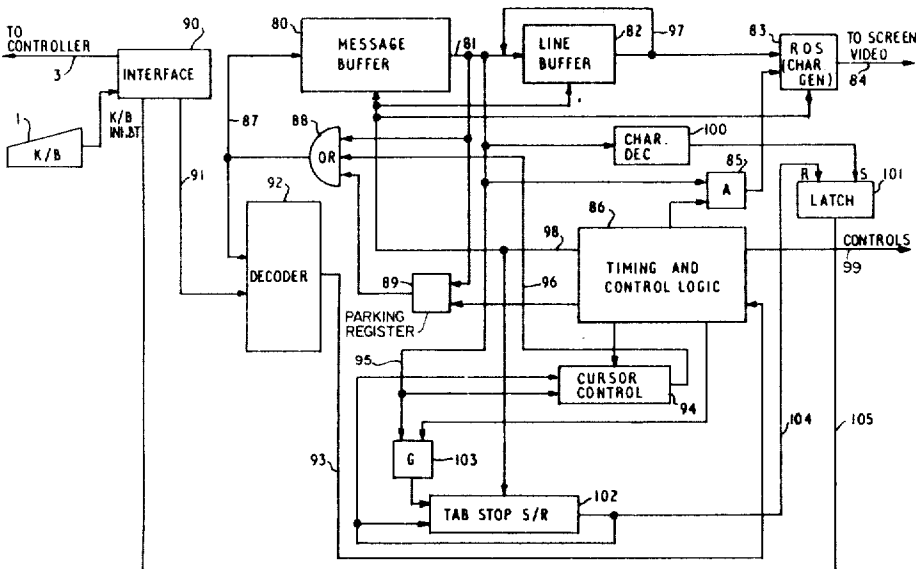 TO
CONTROLLER
3
90
INTERFACE
1
K/B
K/B
INI.BT
91
87
80
MESSAGE
BUFFER
81
LINE
BUFFER
82
97
83
ROS
(CHAR
GEN)
TO SCREEN
VIDEO
84
88
OR
CHAR.
DEC
100
85
A
R
S
LATCH
101
92
DECODER
86
98
TIMING AND
CONTROL LOGIC
CONTROLS
99
89
PARKING
REGISTER
96
95
CURSOR
CONTROL
94
104
105
93
G
103
TAB STOP S/R
102